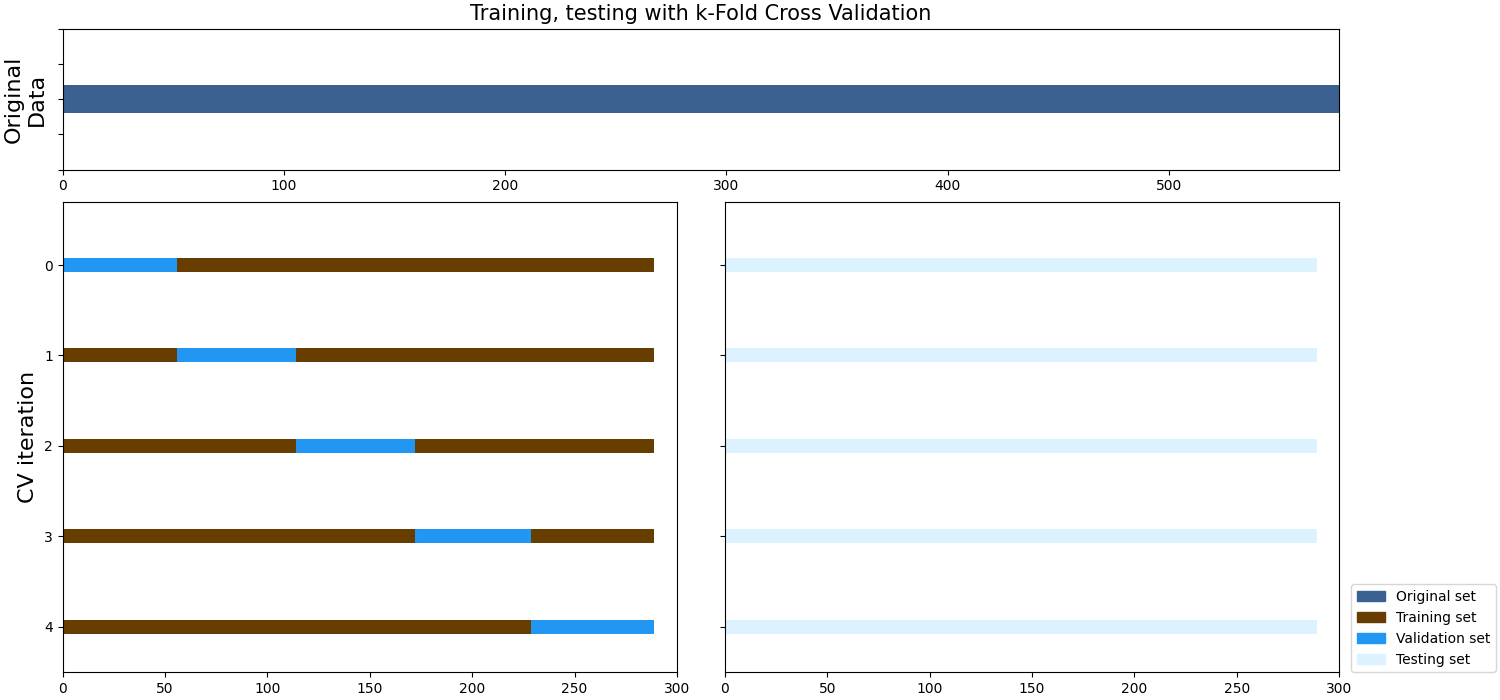 Training, testing with k-Fold Cross Validation
Original
Data
0 100 200 300 400 500
CV iteration
0
1
2
3
4
0 50 100 150 200 250 300
0 50 100 150 200 250 300
Original set
Training set
Validation set
Testing set